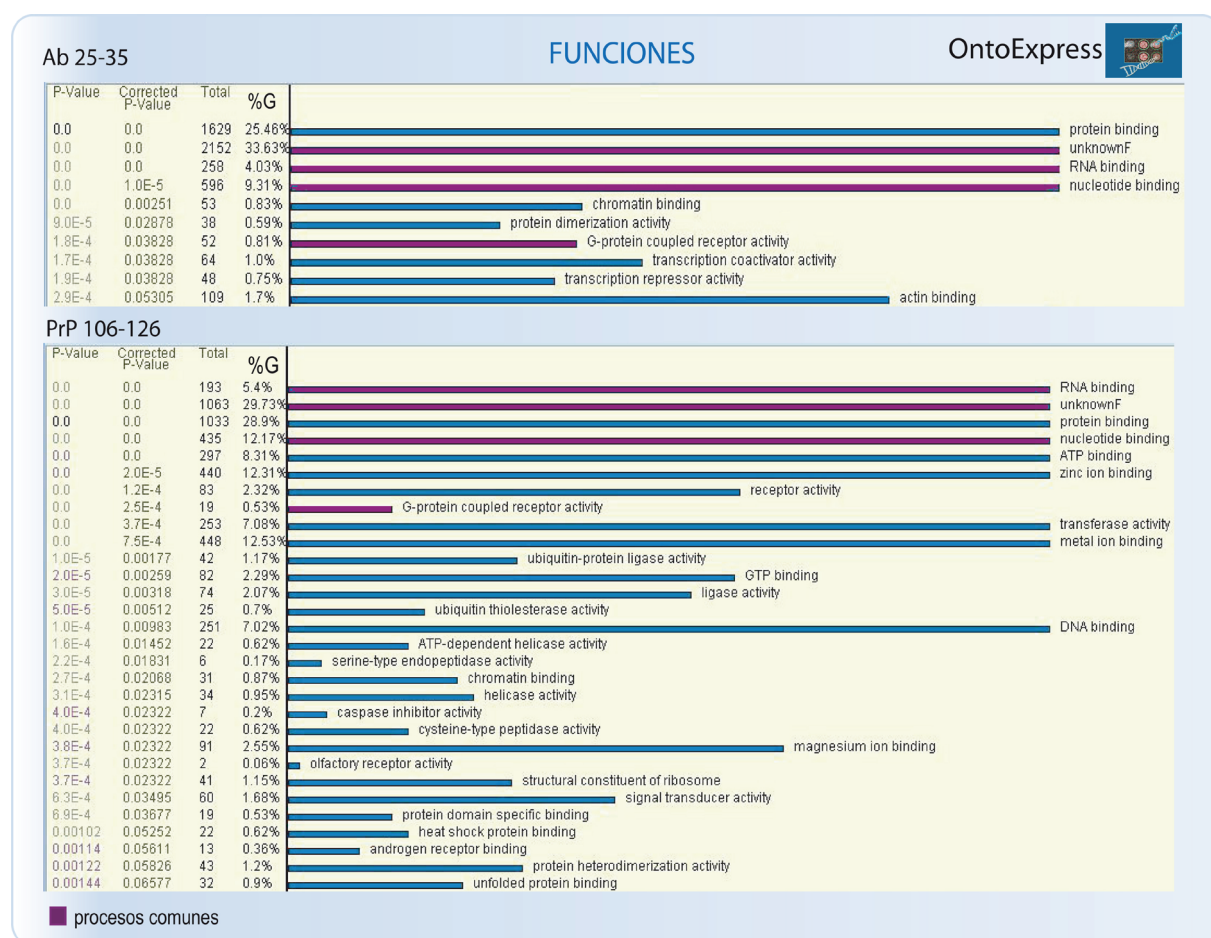 Ab 25-35 FUNCIONES OntoExpress
P-Value Corrected P-Value Total %G
0.0 0.0 1629 25.46% protein binding
0.0 0.0 2152 33.63% unknownF
0.0 0.0 258 4.03% RNA binding
0.0 1.0E-5 596 9.31% nucleotide binding
0.0 0.00251 53 0.83% chromatin binding
9.0E-5 0.02878 38 0.59% protein dimerization activity
1.8E-4 0.03828 52 0.81% G-protein coupled receptor activity
1.7E-4 0.03828 64 1.0% transcription coactivator activity
1.9E-4 0.03828 48 0.75% transcription repressor activity
2.9E-4 0.05305 109 1.7% actin binding
PrP 106-126
P-Value Corrected P-Value Total %G
0.0 0.0 193 5.4% RNA binding
0.0 0.0 1063 29.73% unknownF
0.0 0.0 1033 28.9% protein binding
0.0 0.0 435 12.17% nucleotide binding
0.0 0.0 297 8.31% ATP binding
0.0 2.0E-5 440 12.31% zinc ion binding
0.0 1.2E-4 83 2.32% receptor activity
0.0 2.5E-4 19 0.53% G-protein coupled receptor activity
0.0 3.7E-4 253 7.08% transferase activity
0.0 7.5E-4 448 12.53% metal ion binding
1.0E-5 0.00177 42 1.17% ubiquitin-protein ligase activity
2.0E-5 0.00259 82 2.29% GTP binding
3.0E-5 0.00318 74 2.07% ligase activity
5.0E-5 0.00512 25 0.7% ubiquitin thiolesterase activity
1.0E-4 0.00983 251 7.02% DNA binding
1.6E-4 0.01452 22 0.62% ATP-dependent helicase activity
2.2E-4 0.01831 6 0.17% serine-type endopeptidase activity
2.7E-4 0.02068 31 0.87% chromatin binding
3.1E-4 0.02315 34 0.95% helicase activity
4.0E-4 0.02322 7 0.2% caspase inhibitor activity
4.0E-4 0.02322 22 0.62% cysteine-type peptidase activity
3.8E-4 0.02322 91 2.55% magnesium ion binding
3.7E-4 0.02322 2 0.06% olfactory receptor activity
3.7E-4 0.02322 41 1.15% structural constituent of ribosome
6.3E-4 0.03495 60 1.68% signal transducer activity
6.9E-4 0.03677 19 0.53% protein domain specific binding
0.00102 0.05252 22 0.62% heat shock protein binding
0.00114 0.05611 13 0.36% androgen receptor binding
0.00122 0.05826 43 1.2% protein heterodimerization activity
0.00144 0.06577 32 0.9% unfolded protein binding
procesos comunes